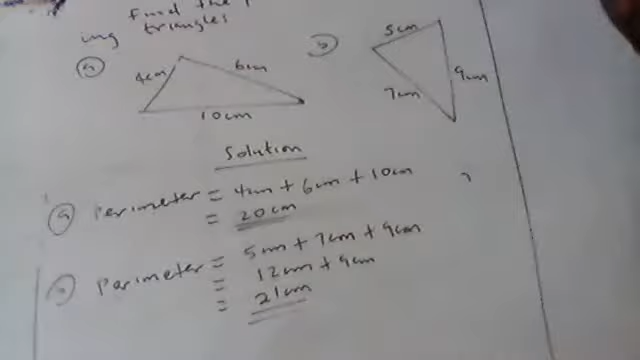 Find the
ing triangles
a
4cm
6cm
10cm
b
5cm
7cm
9cm
Solution
a Perimeter = 4cm + 6cm + 10cm
= 20cm
Perimeter = 5cm + 7cm + 9cm
= 12cm + 9cm
= 21cm